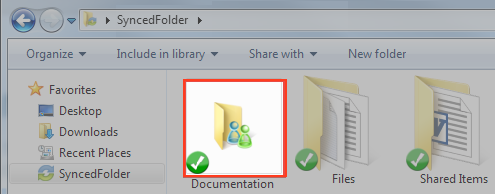 SyncedFolder
Organize Include in library Share with New folder
Favorites
Desktop
Downloads
Recent Places
SyncedFolder
Documentation Files Shared Items